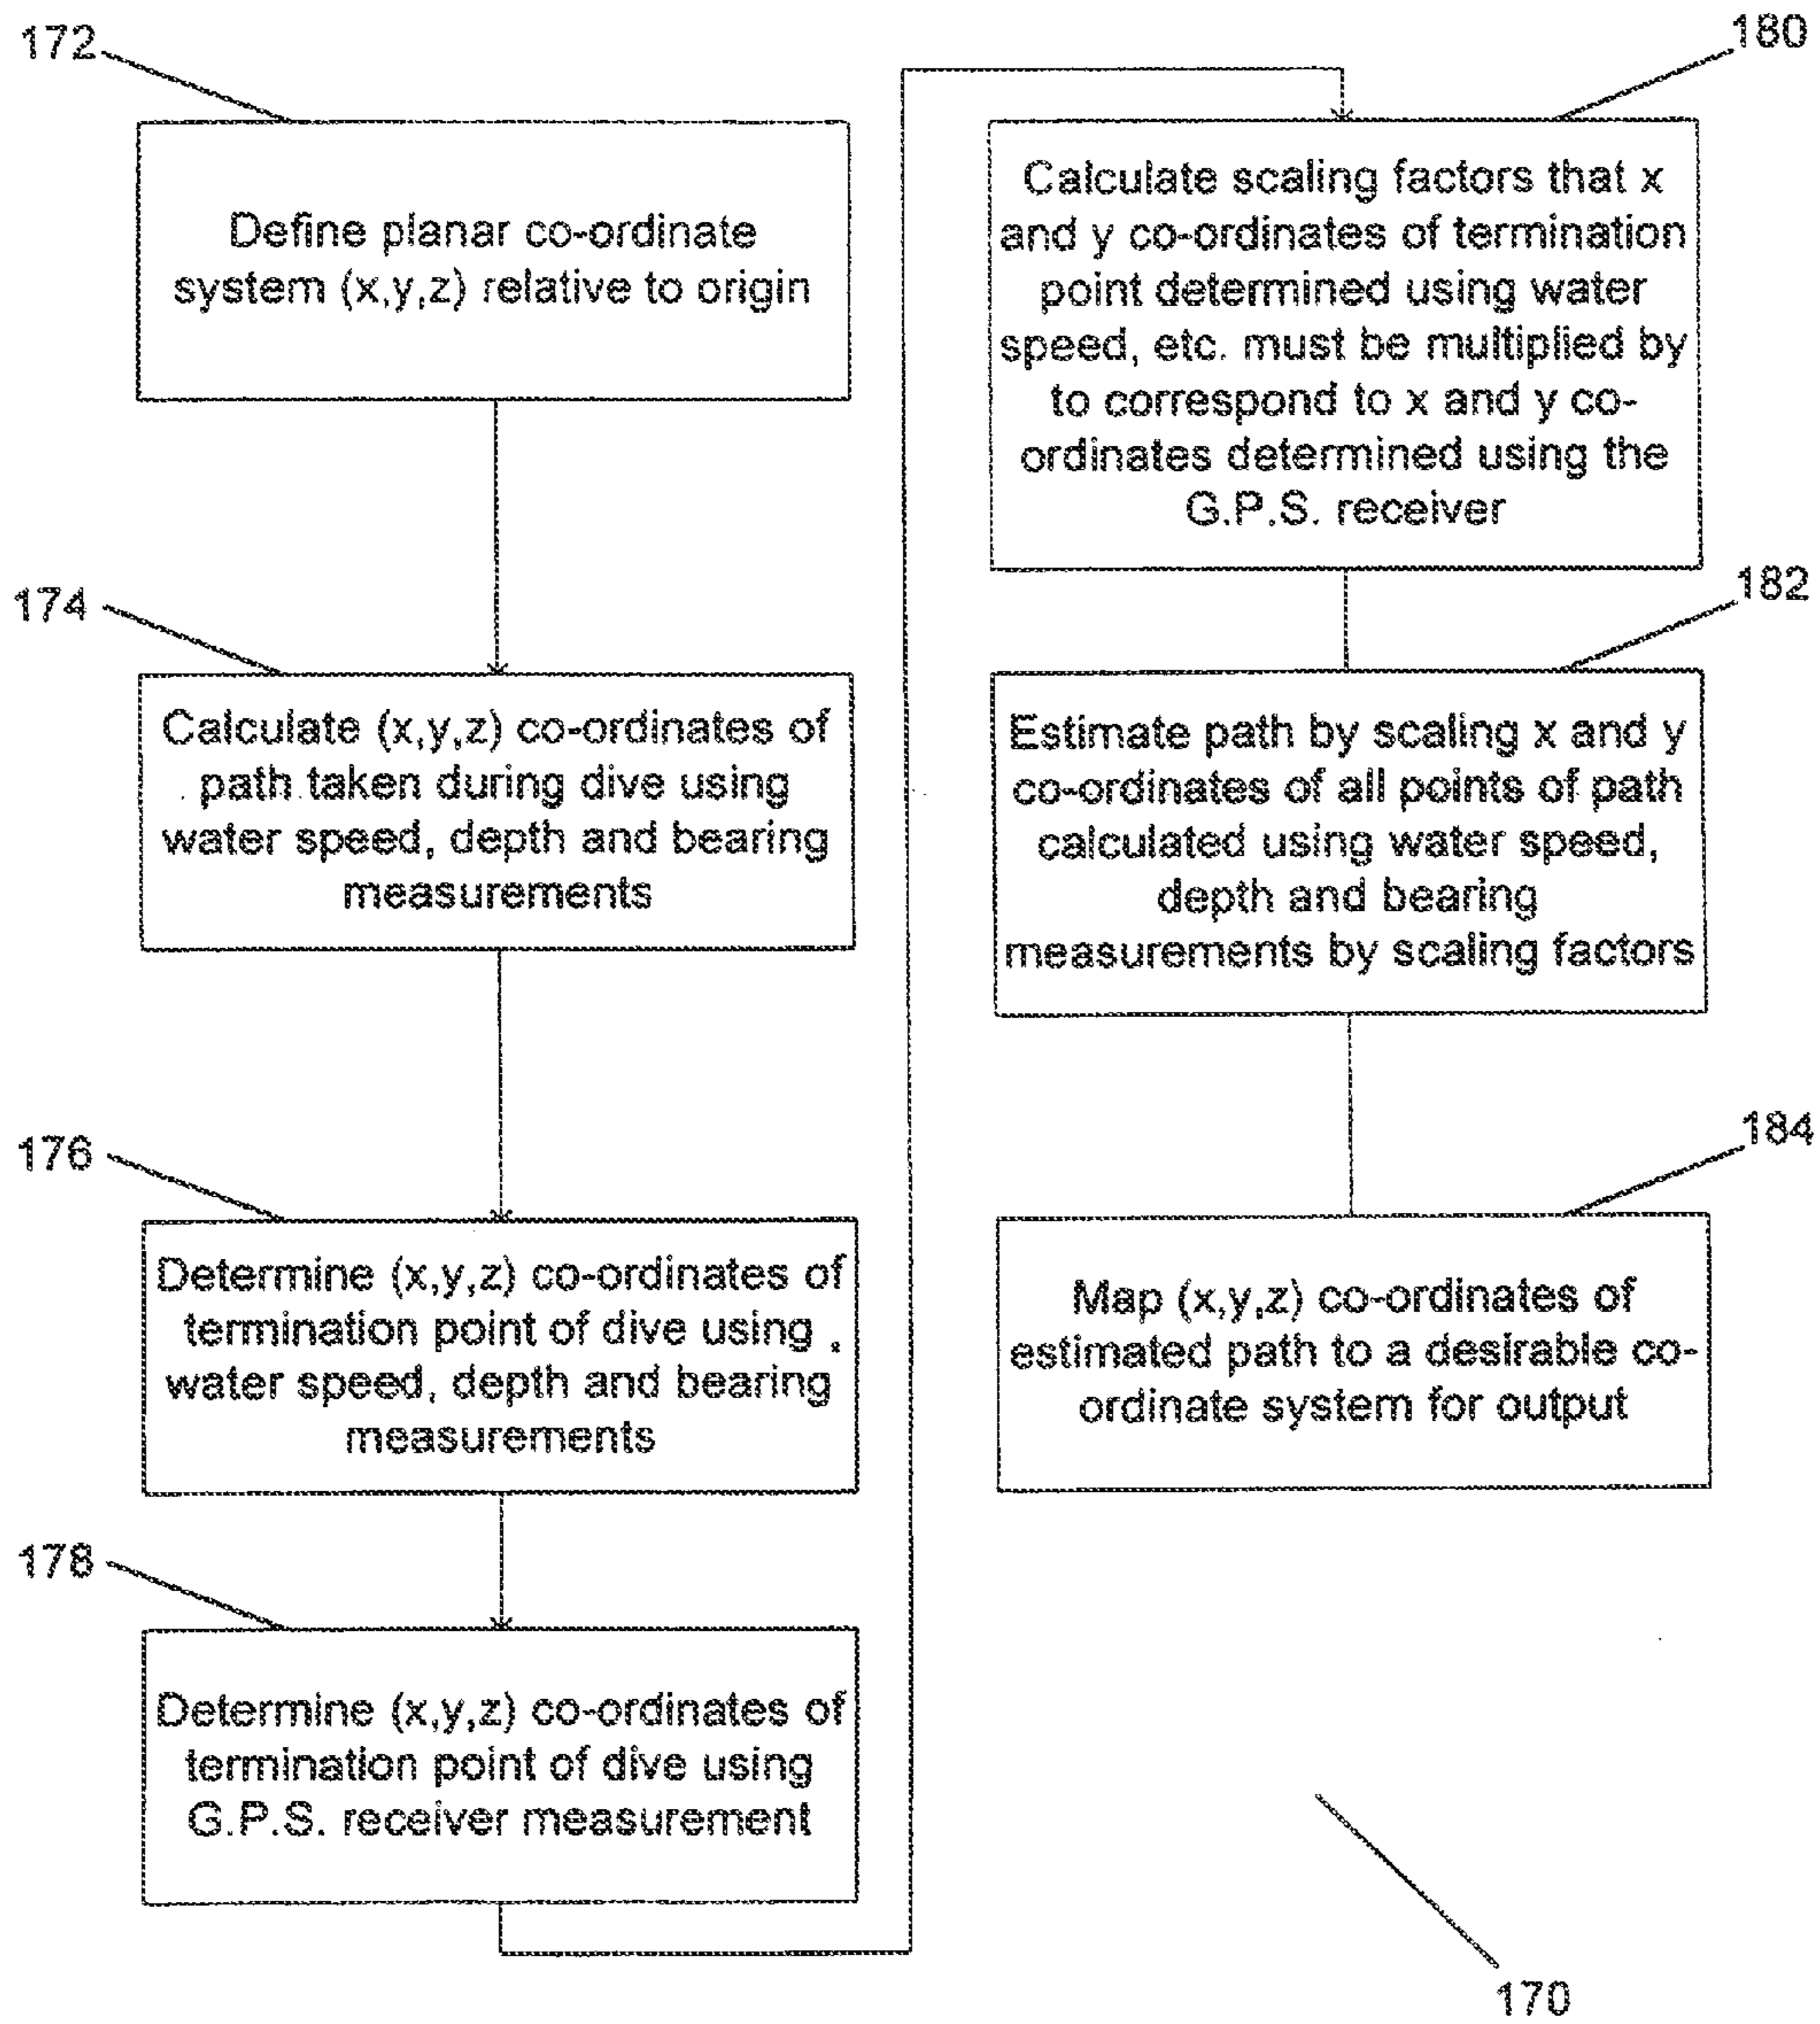 172
Define planar co-ordinate
system (x,y,z) relative to origin
174
Calculate (x,y,z) co-ordinates of
path taken during dive using
water speed, depth and bearing
measurements
176
Determine (x,y,z) co-ordinates of
termination point of dive using
water speed, depth and bearing
measurements
178
Determine (x,y,z) co-ordinates of
termination point of dive using
G.P.S. receiver measurement
180
Calculate scaling factors that x
and y co-ordinates of termination
point determined using water
speed, etc. must be multiplied by
to correspond to x and y co-
ordinates determined using the
G.P.S. receiver
182
Estimate path by scaling x and y
co-ordinates of all points of path
calculated using water speed,
depth and bearing
measurements by scaling factors
184
Map (x,y,z) co-ordinates of
estimated path to a desirable co-
ordinate system for output
170